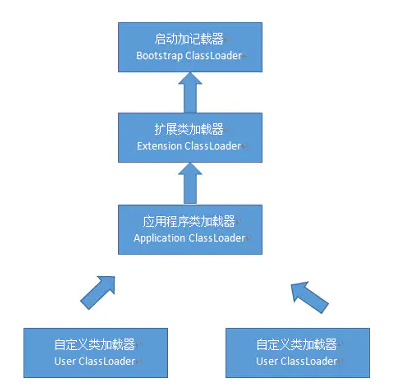 启动加记载器
Bootstrap ClassLoader
扩展类加载器
Extension ClassLoader
应用程序类加载器
Application ClassLoader
自定义类加载器
User ClassLoader
自定义类加载器
User ClassLoader